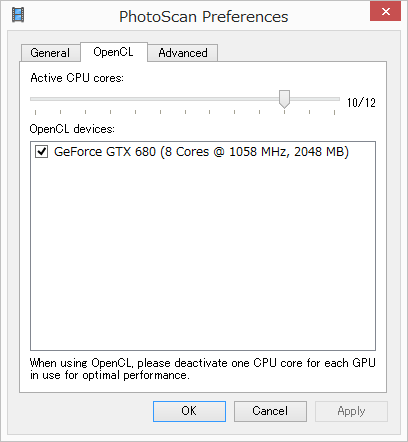 PhotoScan Preferences
General OpenCL Advanced
Active CPU cores:
10/12
OpenCL devices:
GeForce GTX 680 (8 Cores @ 1058 MHz, 2048 MB)
When using OpenCL, please deactivate one CPU core for each GPU
in use for optimal performance.
OK Cancel Apply